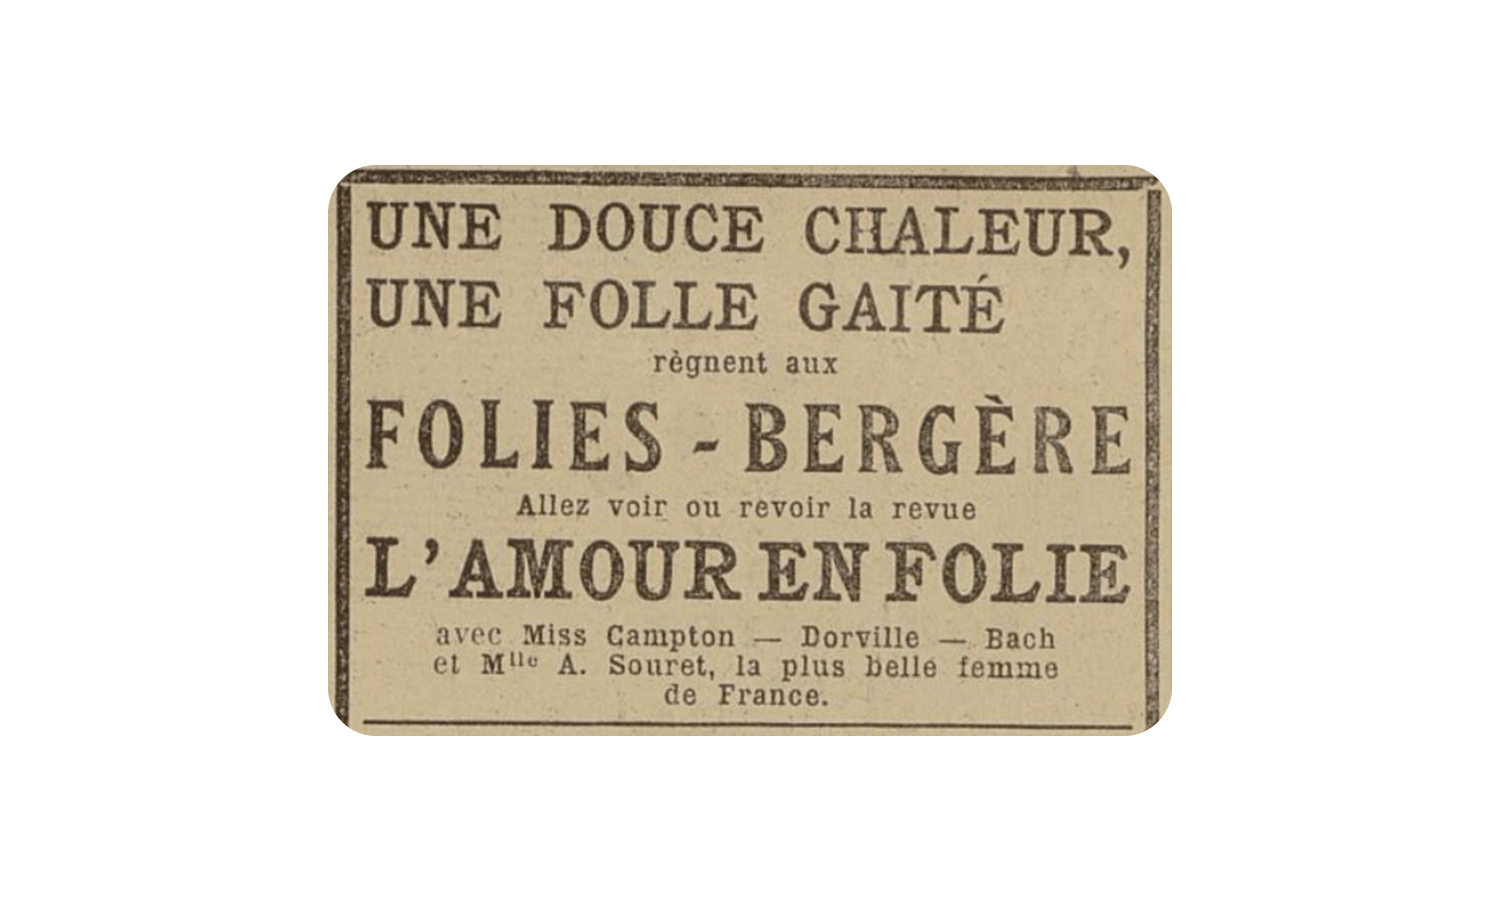 UNE DOUCE CHALEUR,
UNE FOLLE GAITÉ
règnent aux
FOLIES - BERGÈRE
Allez voir ou revoir la revue
L'AMOUR EN FOLIE
avec Miss Campton — Dorville — Bach
et Mlle A. Souret, la plus belle femme
de France.